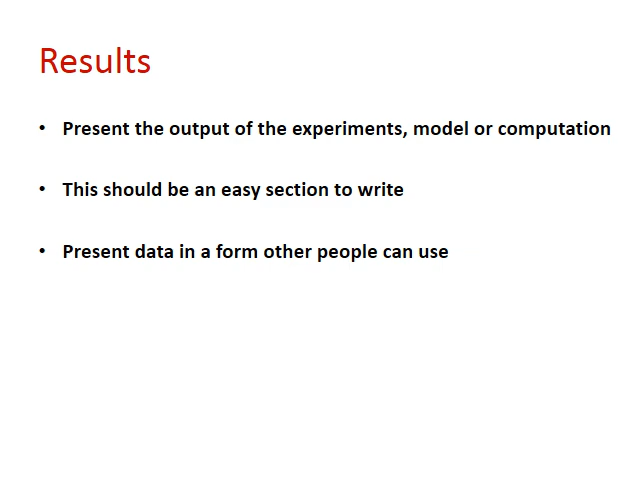 Results
• Present the output of the experiments, model or computation
• This should be an easy section to write
• Present data in a form other people can use